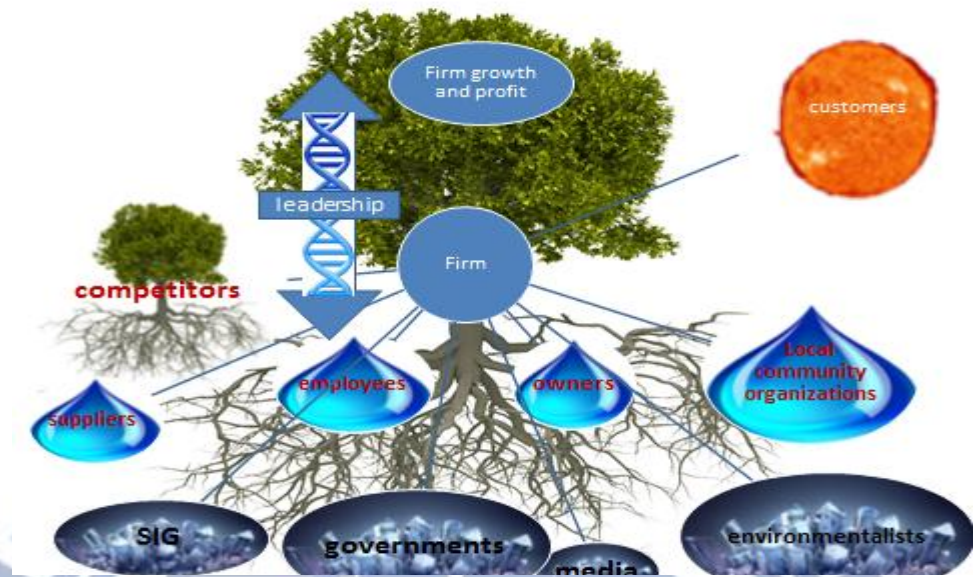 Firm growth
and profit
customers
leadership
Firm
competitors
suppliers
employees
owners
Local
community
organizations
SIG
governments
media
environmentalists